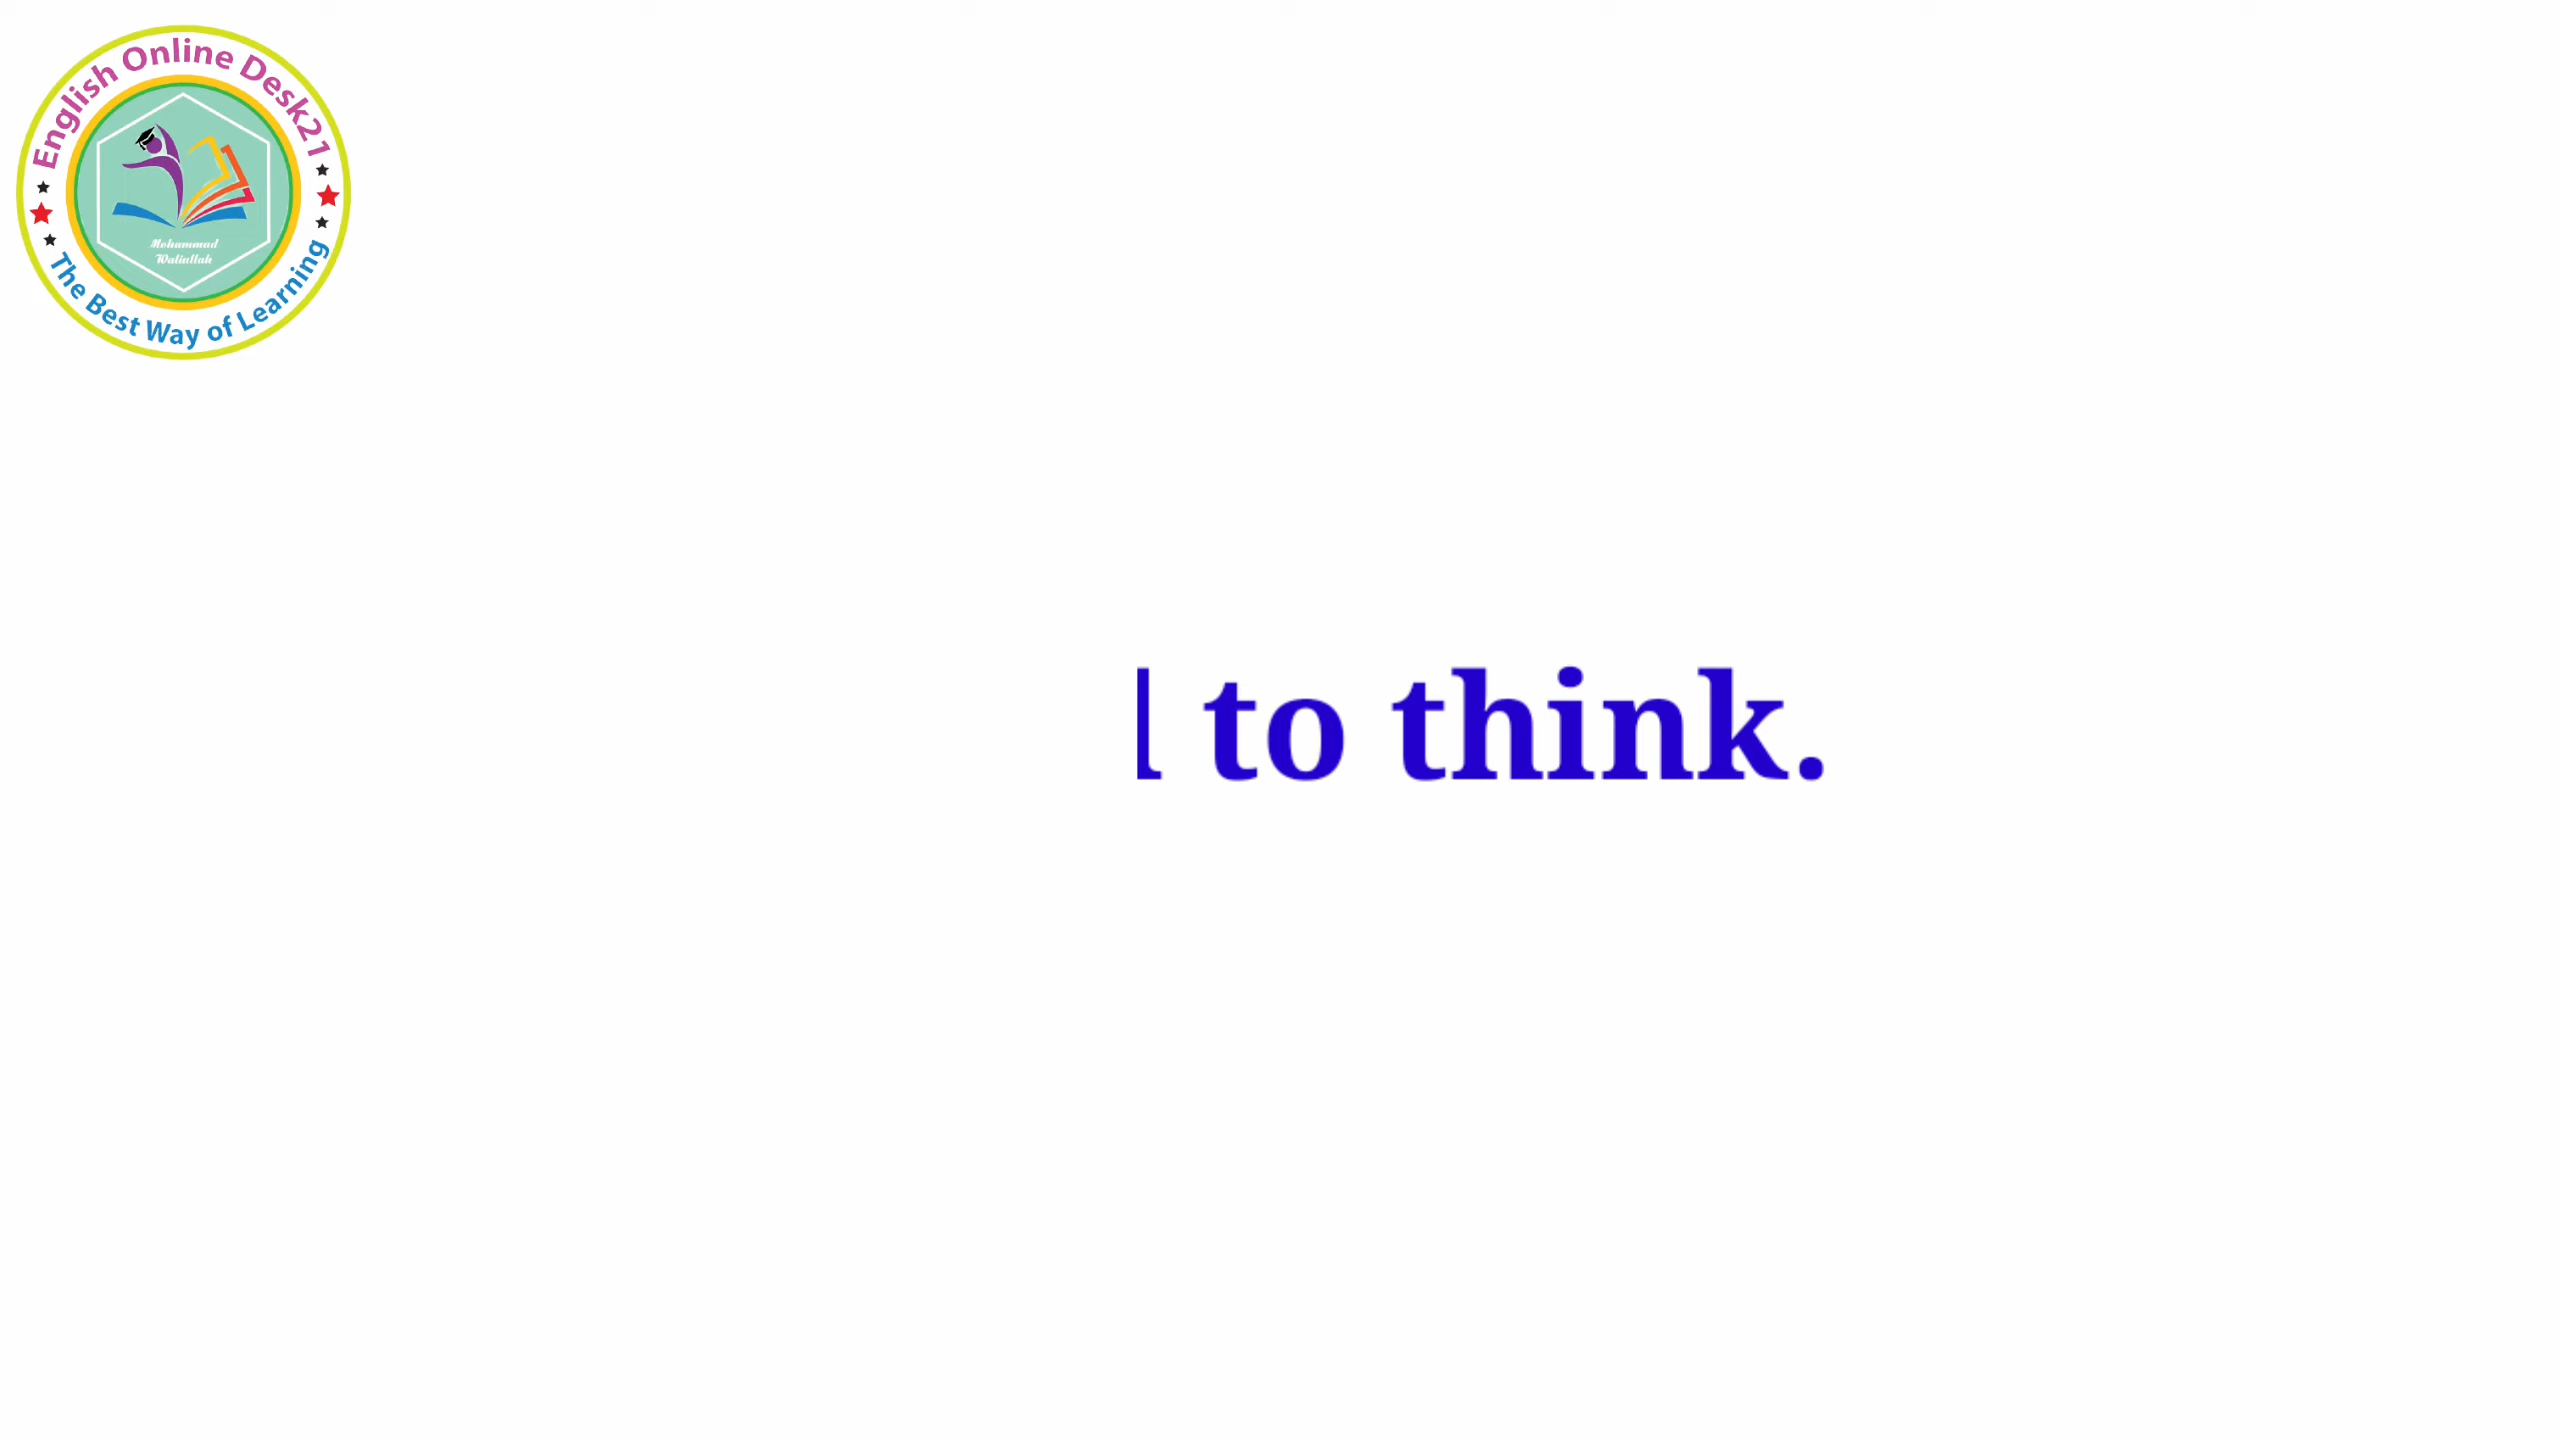 English Online Desk21
Mohammad
Waliullah
The Best Way of Learning
to think.